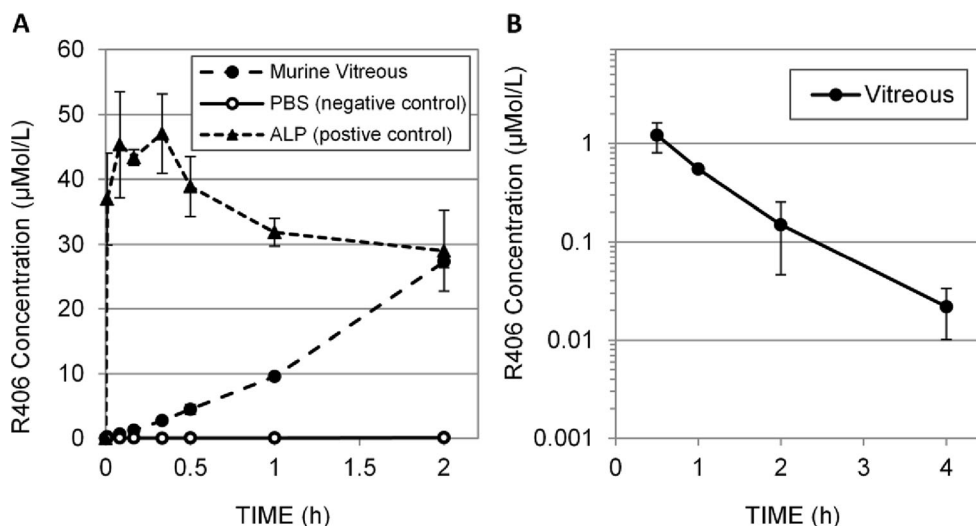 A
R406 Concentration (µMol/L)
60
50
40
30
20
10
0
Murine Vitreous
PBS (negative control)
ALP (postive control)
0 0.5 1 1.5 2
TIME (h)
B
R406 Concentration (µMol/L)
1
0.1
0.01
0.001
Vitreous
0 1 2 3 4
TIME (h)